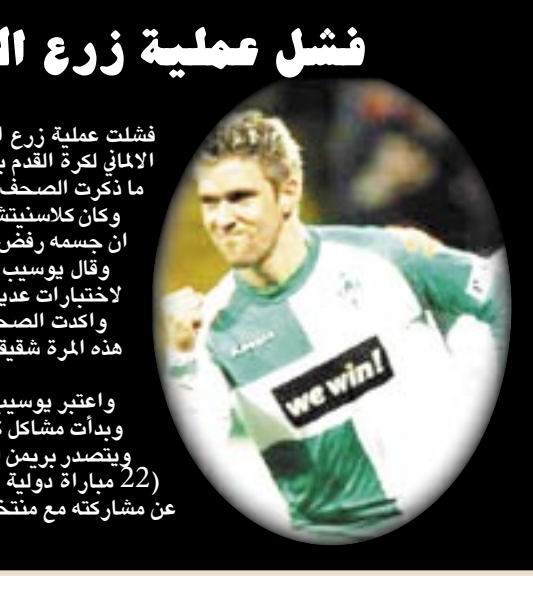 فشل عملية زرع ال
فشلت عملية زرع ا
الالماني لكرة القدم ب
ما ذكرت الصحف
وكان كلاسنيتش
ان جسمه رفض
وقال يوسيب
لاختبارات عدي
واكدت الصح
هذه المرة شقيق
واعتبر يوسيب
وبدأت مشاكل ك
ويتصدر بريمن
(22 مباراة دولية
عن مشاركته مع منتخ
we win!